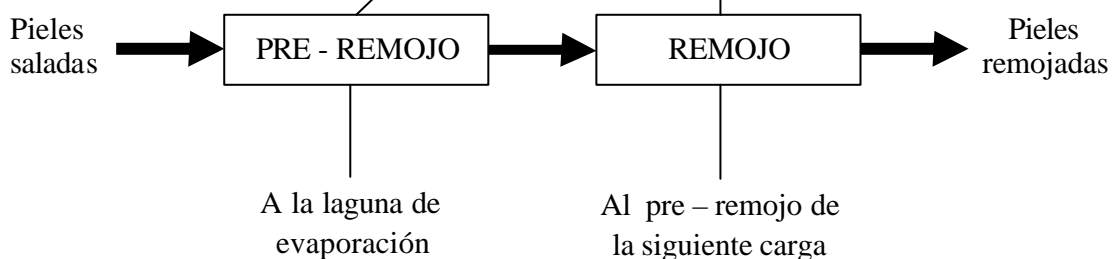 Pieles
saladas
PRE - REMOJO
REMOJO
Pieles
remojadas
A la laguna de
evaporación
Al pre – remojo de
la siguiente carga